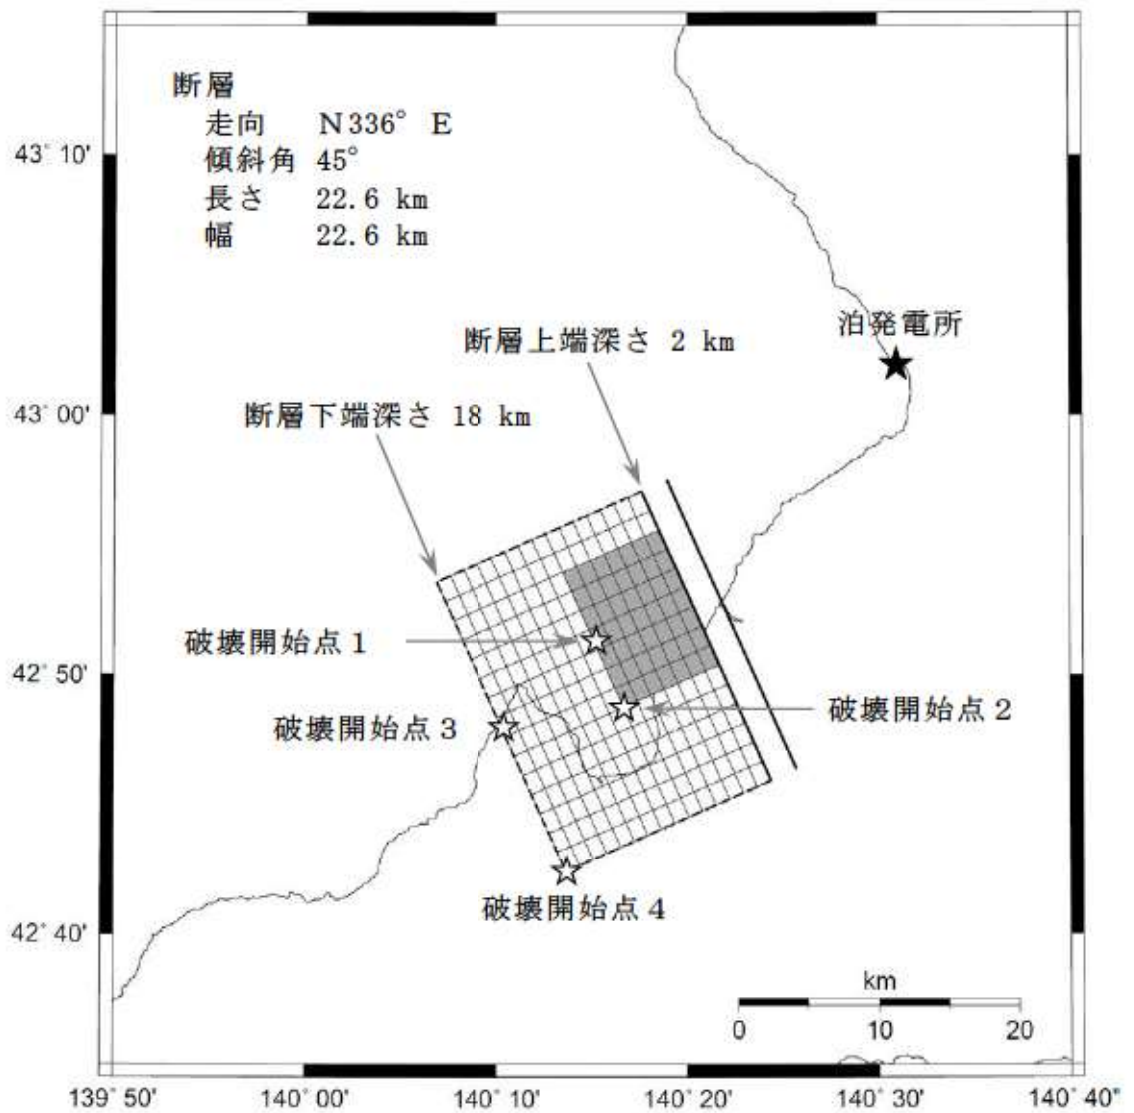 断層
走向 N336° E
傾斜角 45°
長さ 22.6 km
幅 22.6 km
43° 10'
泊発電所
断層上端深さ 2 km
43° 00'
断層下端深さ 18 km
破壊開始点1
42° 50'
破壊開始点2
破壊開始点3
破壊開始点4
42° 40'
km
0 10 20
139° 50' 140° 00' 140° 10' 140° 20' 140° 30' 140° 40'